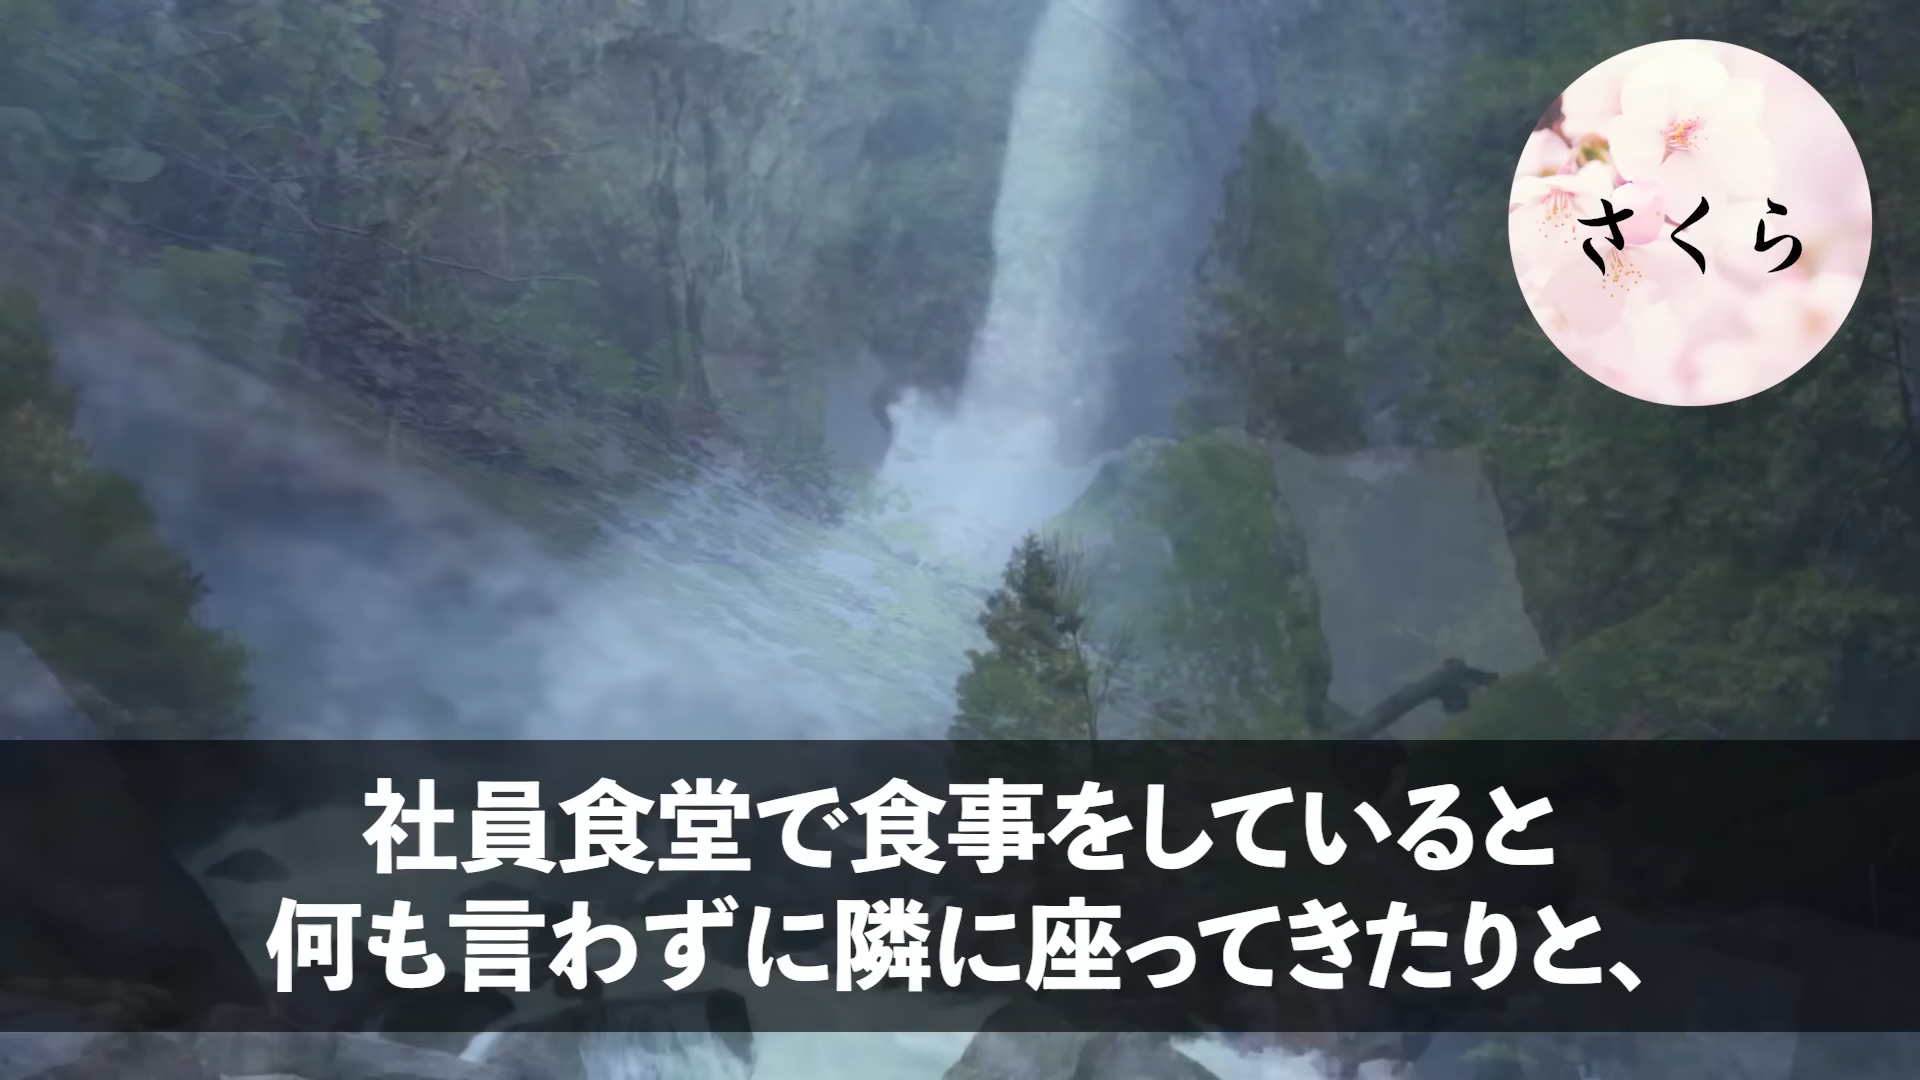 さくら
社員食堂で食事をしていると
何も言わずに隣に座ってきたりと、